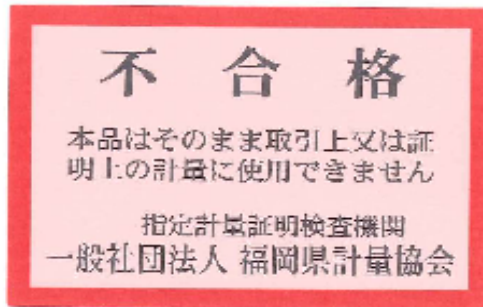 不合格
本品はそのまま取引上又は証
明上の計量に使用できません
指定計量証明検査機関
一般社団法人 福岡県計量協会